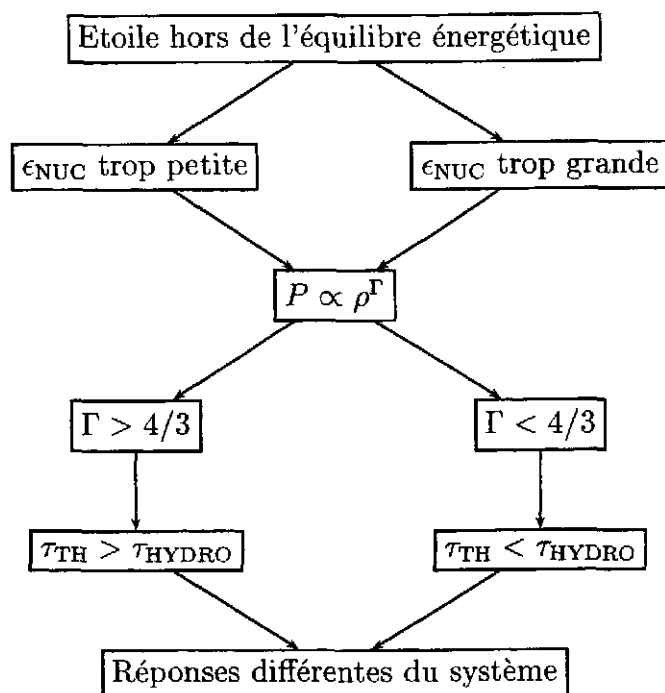 Etoile hors de l'équilibre énergétique
ϵNUC trop petite
ϵNUC trop grande
P ∝ ρ^Γ
Γ > 4/3
Γ < 4/3
τTH > τHYDRO
τTH < τHYDRO
Réponses différentes du système